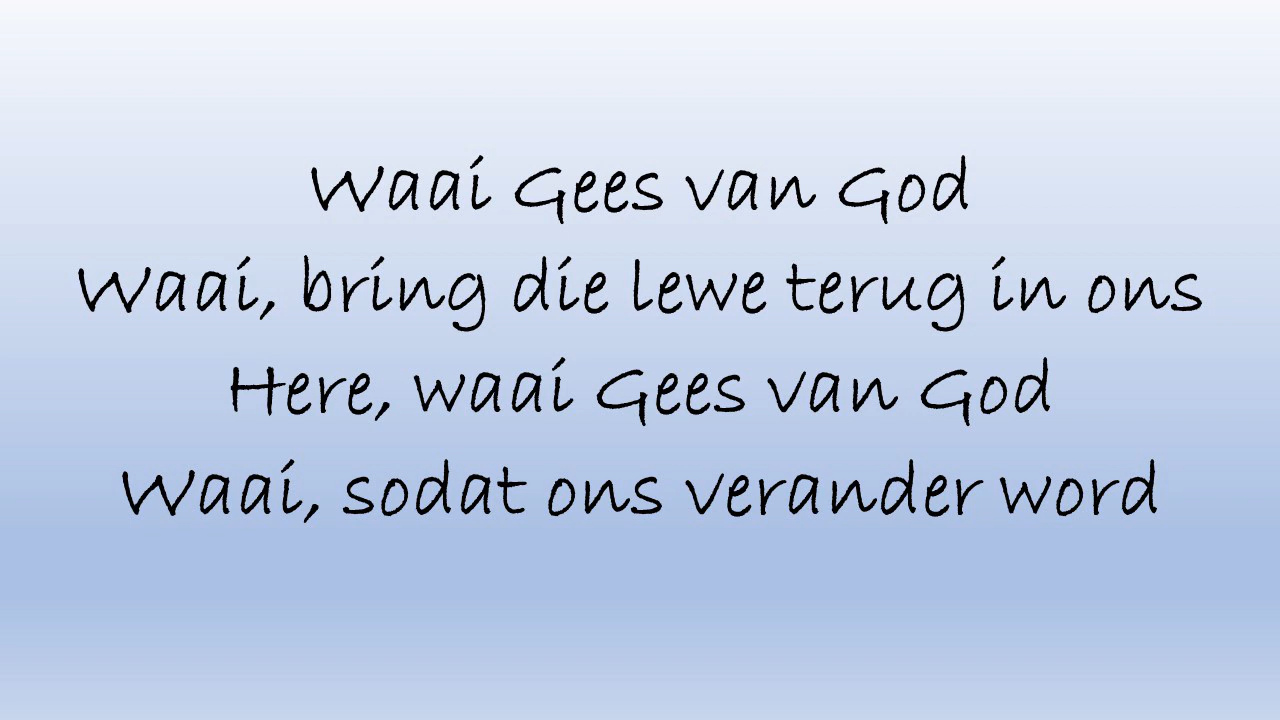 Waai Gees van God
Waai, bring die lewe terug in ons
Here, waai Gees van God
Waai, sodat ons verander word